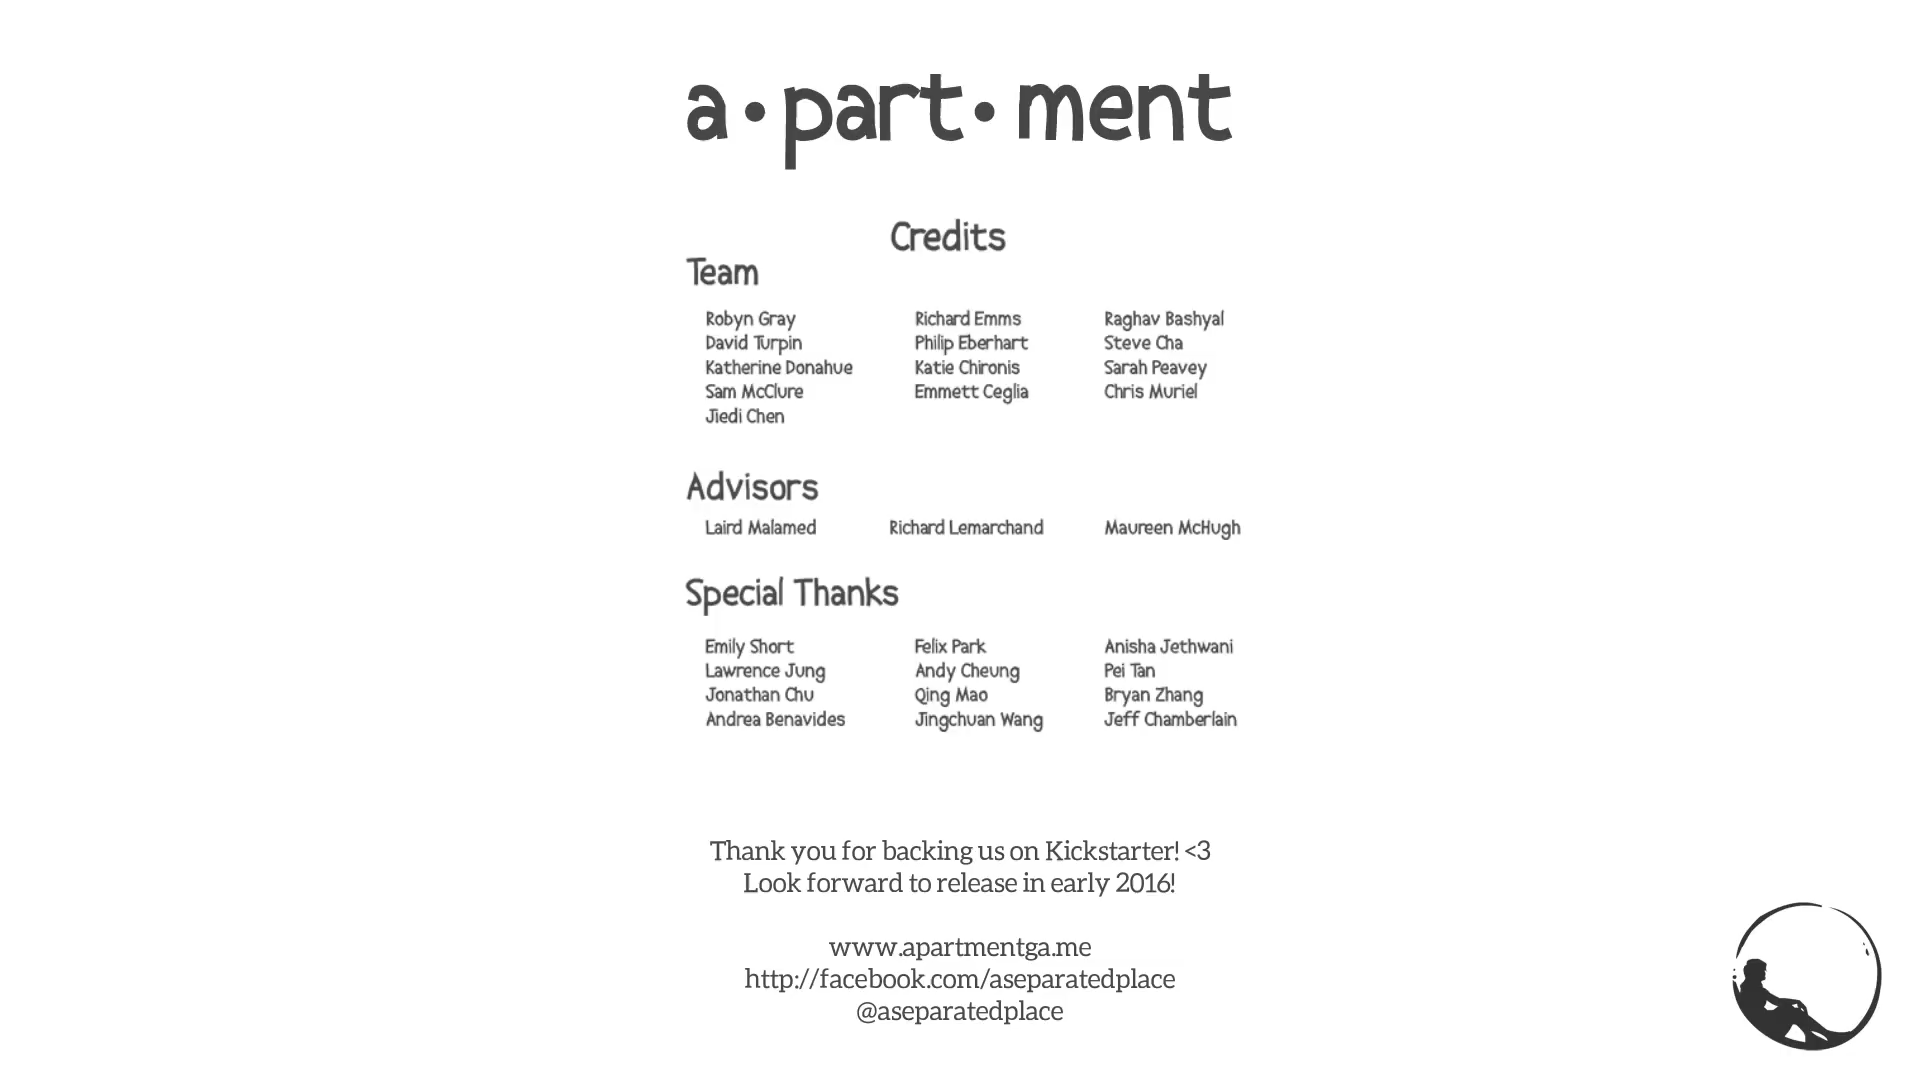 a•part•ment
Credits
Team
Robyn Gray Richard Emms Raghav Bashyal
David Turpin Philip Eberhart Steve Cha
Katherine Donahue Katie Chironis Sarah Peavey
Sam McClure Emmett Ceglia Chris Muriel
Jiedi Chen
Advisors
Laird Malamed Richard Lemarchand Maureen McHugh
Special Thanks
Emily Short Felix Park Anisha Jethwani
Lawrence Jung Andy Cheung Pei Tan
Jonathan Chu Qing Mao Bryan Zhang
Andrea Benavides Jingchuan Wang Jeff Chamberlain
Thank you for backing us on Kickstarter! <3
Look forward to release in early 2016!
www.apartmentga.me
http://facebook.com/aseparatedplace
@aseparatedplace